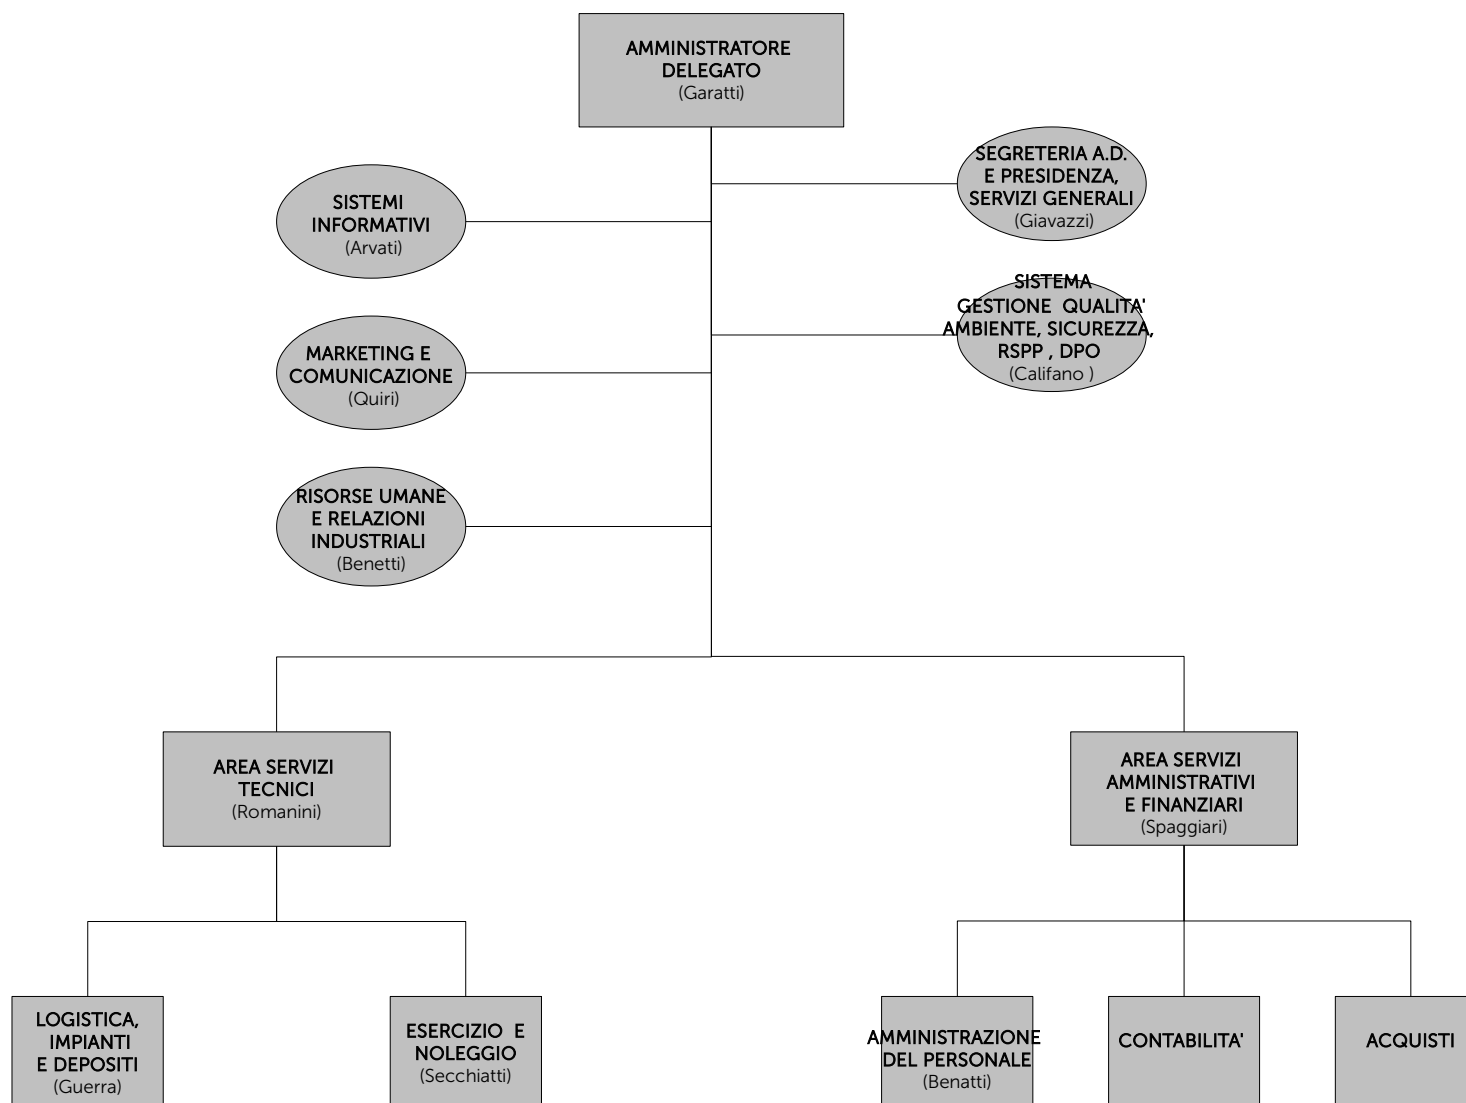 AMMINISTRATORE
DELEGATO
(Garatti)
SEGRETERIA A.D.
E PRESIDENZA,
SERVIZI GENERALI
(Giavazzi)
SISTEMI
INFORMATIVI
(Arvati)
SISTEMA
GESTIONE QUALITA'
AMBIENTE, SICUREZZA,
RSPP , DPO
(Califano )
MARKETING E
COMUNICAZIONE
(Quiri)
RISORSE UMANE
E RELAZIONI
INDUSTRIALI
(Benetti)
AREA SERVIZI
TECNICI
(Romanini)
AREA SERVIZI
AMMINISTRATIVI
E FINANZIARI
(Spaggiari)
LOGISTICA,
IMPIANTI
E DEPOSITI
(Guerra)
ESERCIZIO E
NOLEGGIO
(Secchiatti)
AMMINISTRAZIONE
DEL PERSONALE
(Benatti)
CONTABILITA'
ACQUISTI